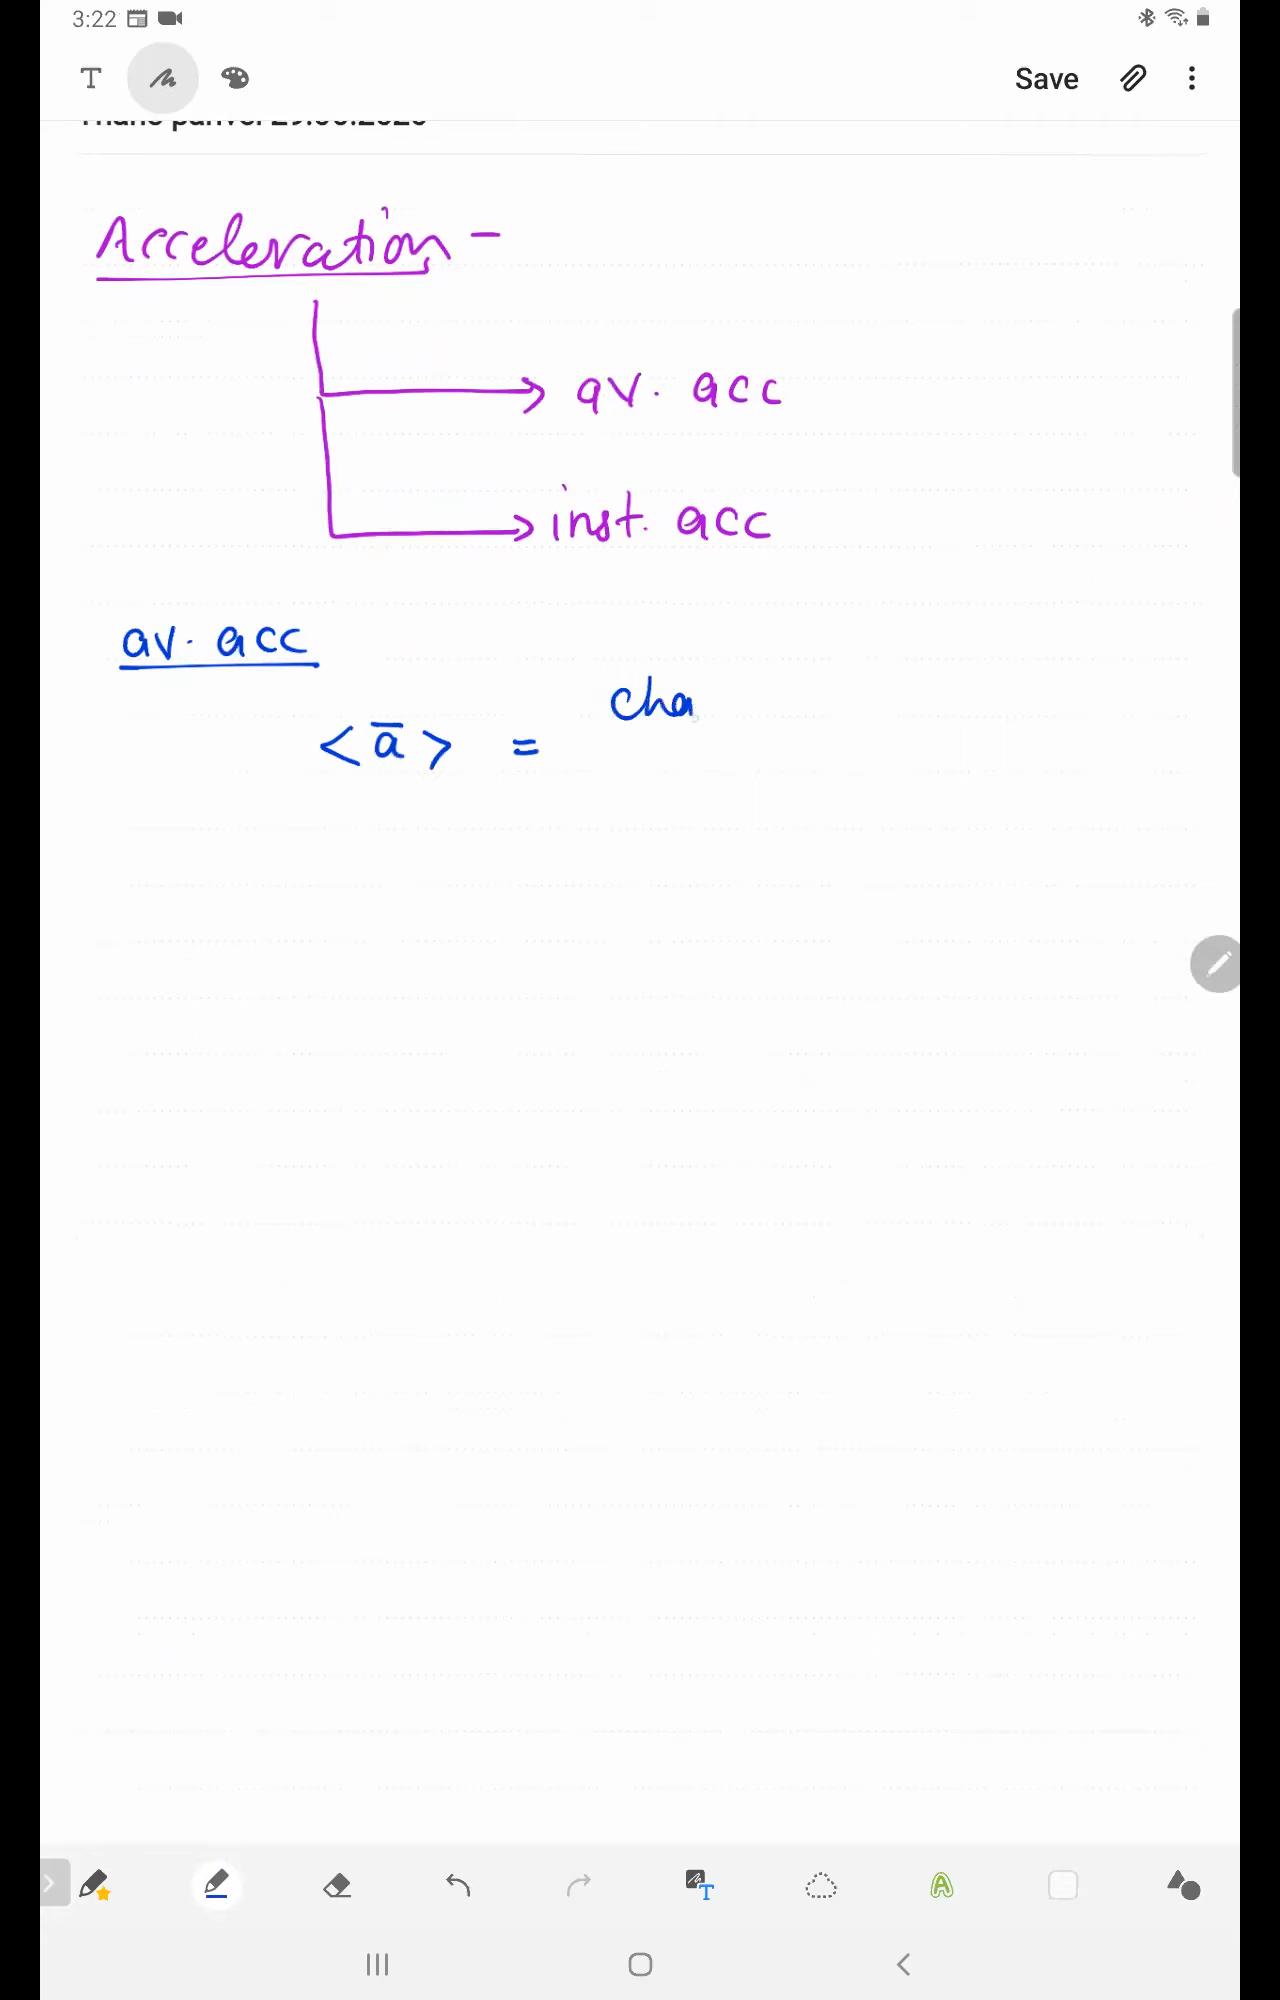 3:22
T
Save
Acceleration -
av. acc
inst. acc
av. acc
< a̅ > = cha